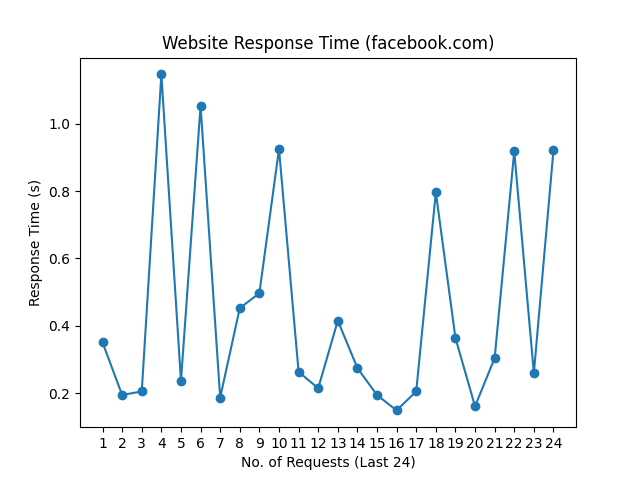 Website Response Time (facebook.com)
1.0
0.8
0.6
0.4
0.2
Response Time (s)
1 2 3 4 5 6 7 8 9 10 11 12 13 14 15 16 17 18 19 20 21 22 23 24
No. of Requests (Last 24)